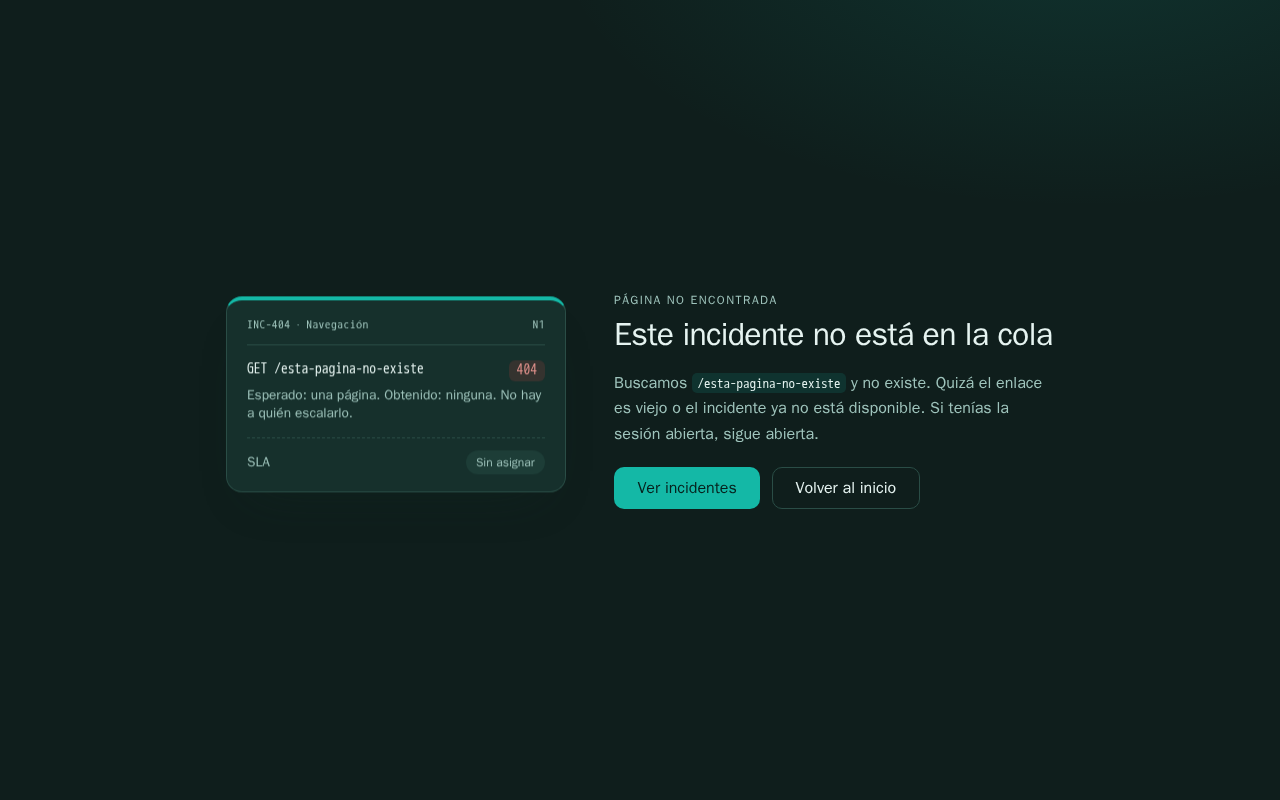 INC-404 · Navegación N1
GET /esta-pagina-no-existe 404
Esperado: una página. Obtenido: ninguna. No hay
a quién escalarlo.
SLA Sin asignar
PÁGINA NO ENCONTRADA
Este incidente no está en la cola
Buscamos /esta-pagina-no-existe y no existe. Quizá el enlace
es viejo o el incidente ya no está disponible. Si tenías la
sesión abierta, sigue abierta.
Ver incidentes Volver al inicio